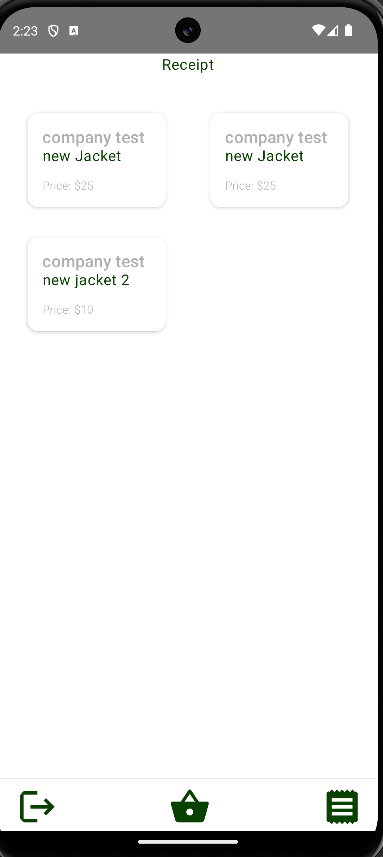 2:23
A
Receipt
company test
new Jacket
Price: $25
company test
new Jacket
Price: $25
company test
new jacket 2
Price: $10